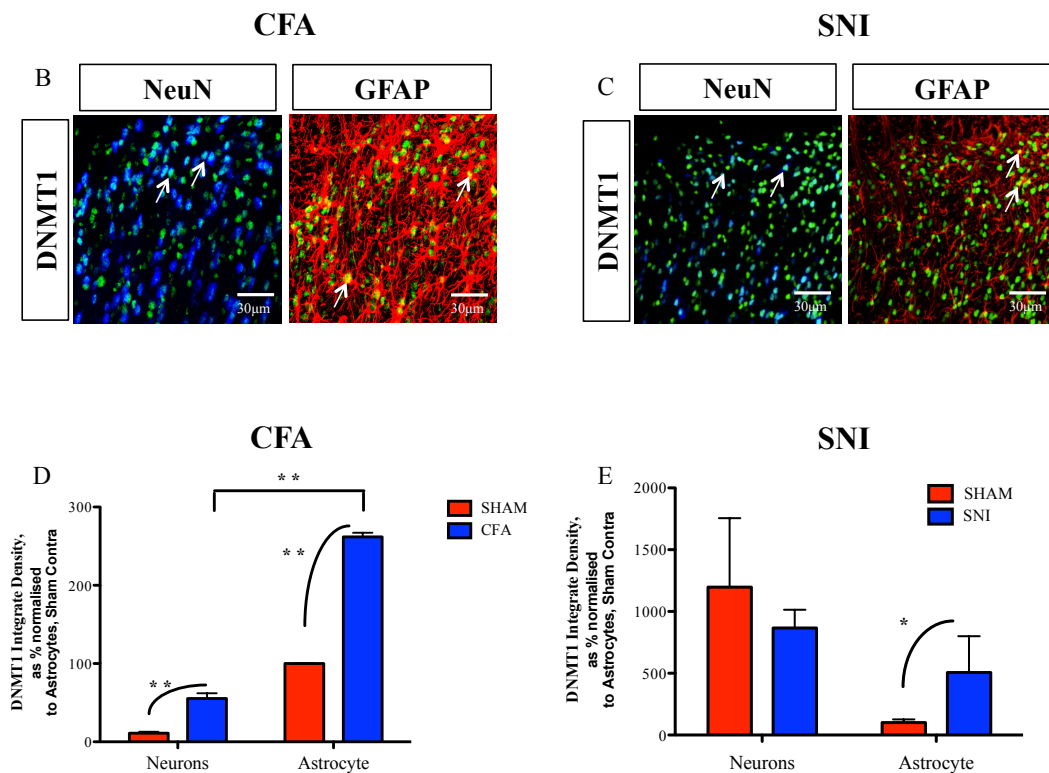 CFA
SNI
B
NeuN
GFAP
DNMT1
30μm
30μm
C
NeuN
GFAP
DNMT1
30μm
30μm
CFA
D
DNMT1 Integrate Density,
as % normalised
to Astrocytes, Sham Contra
300
200
100
0
**
**
**
Neurons
Astrocyte
SHAM
CFA
SNI
E
DNMT1 Integrate Density,
as % normalised
to Astrocytes, Sham Contra
2000
1500
1000
500
0
*
Neurons
Astrocyte
SHAM
SNI